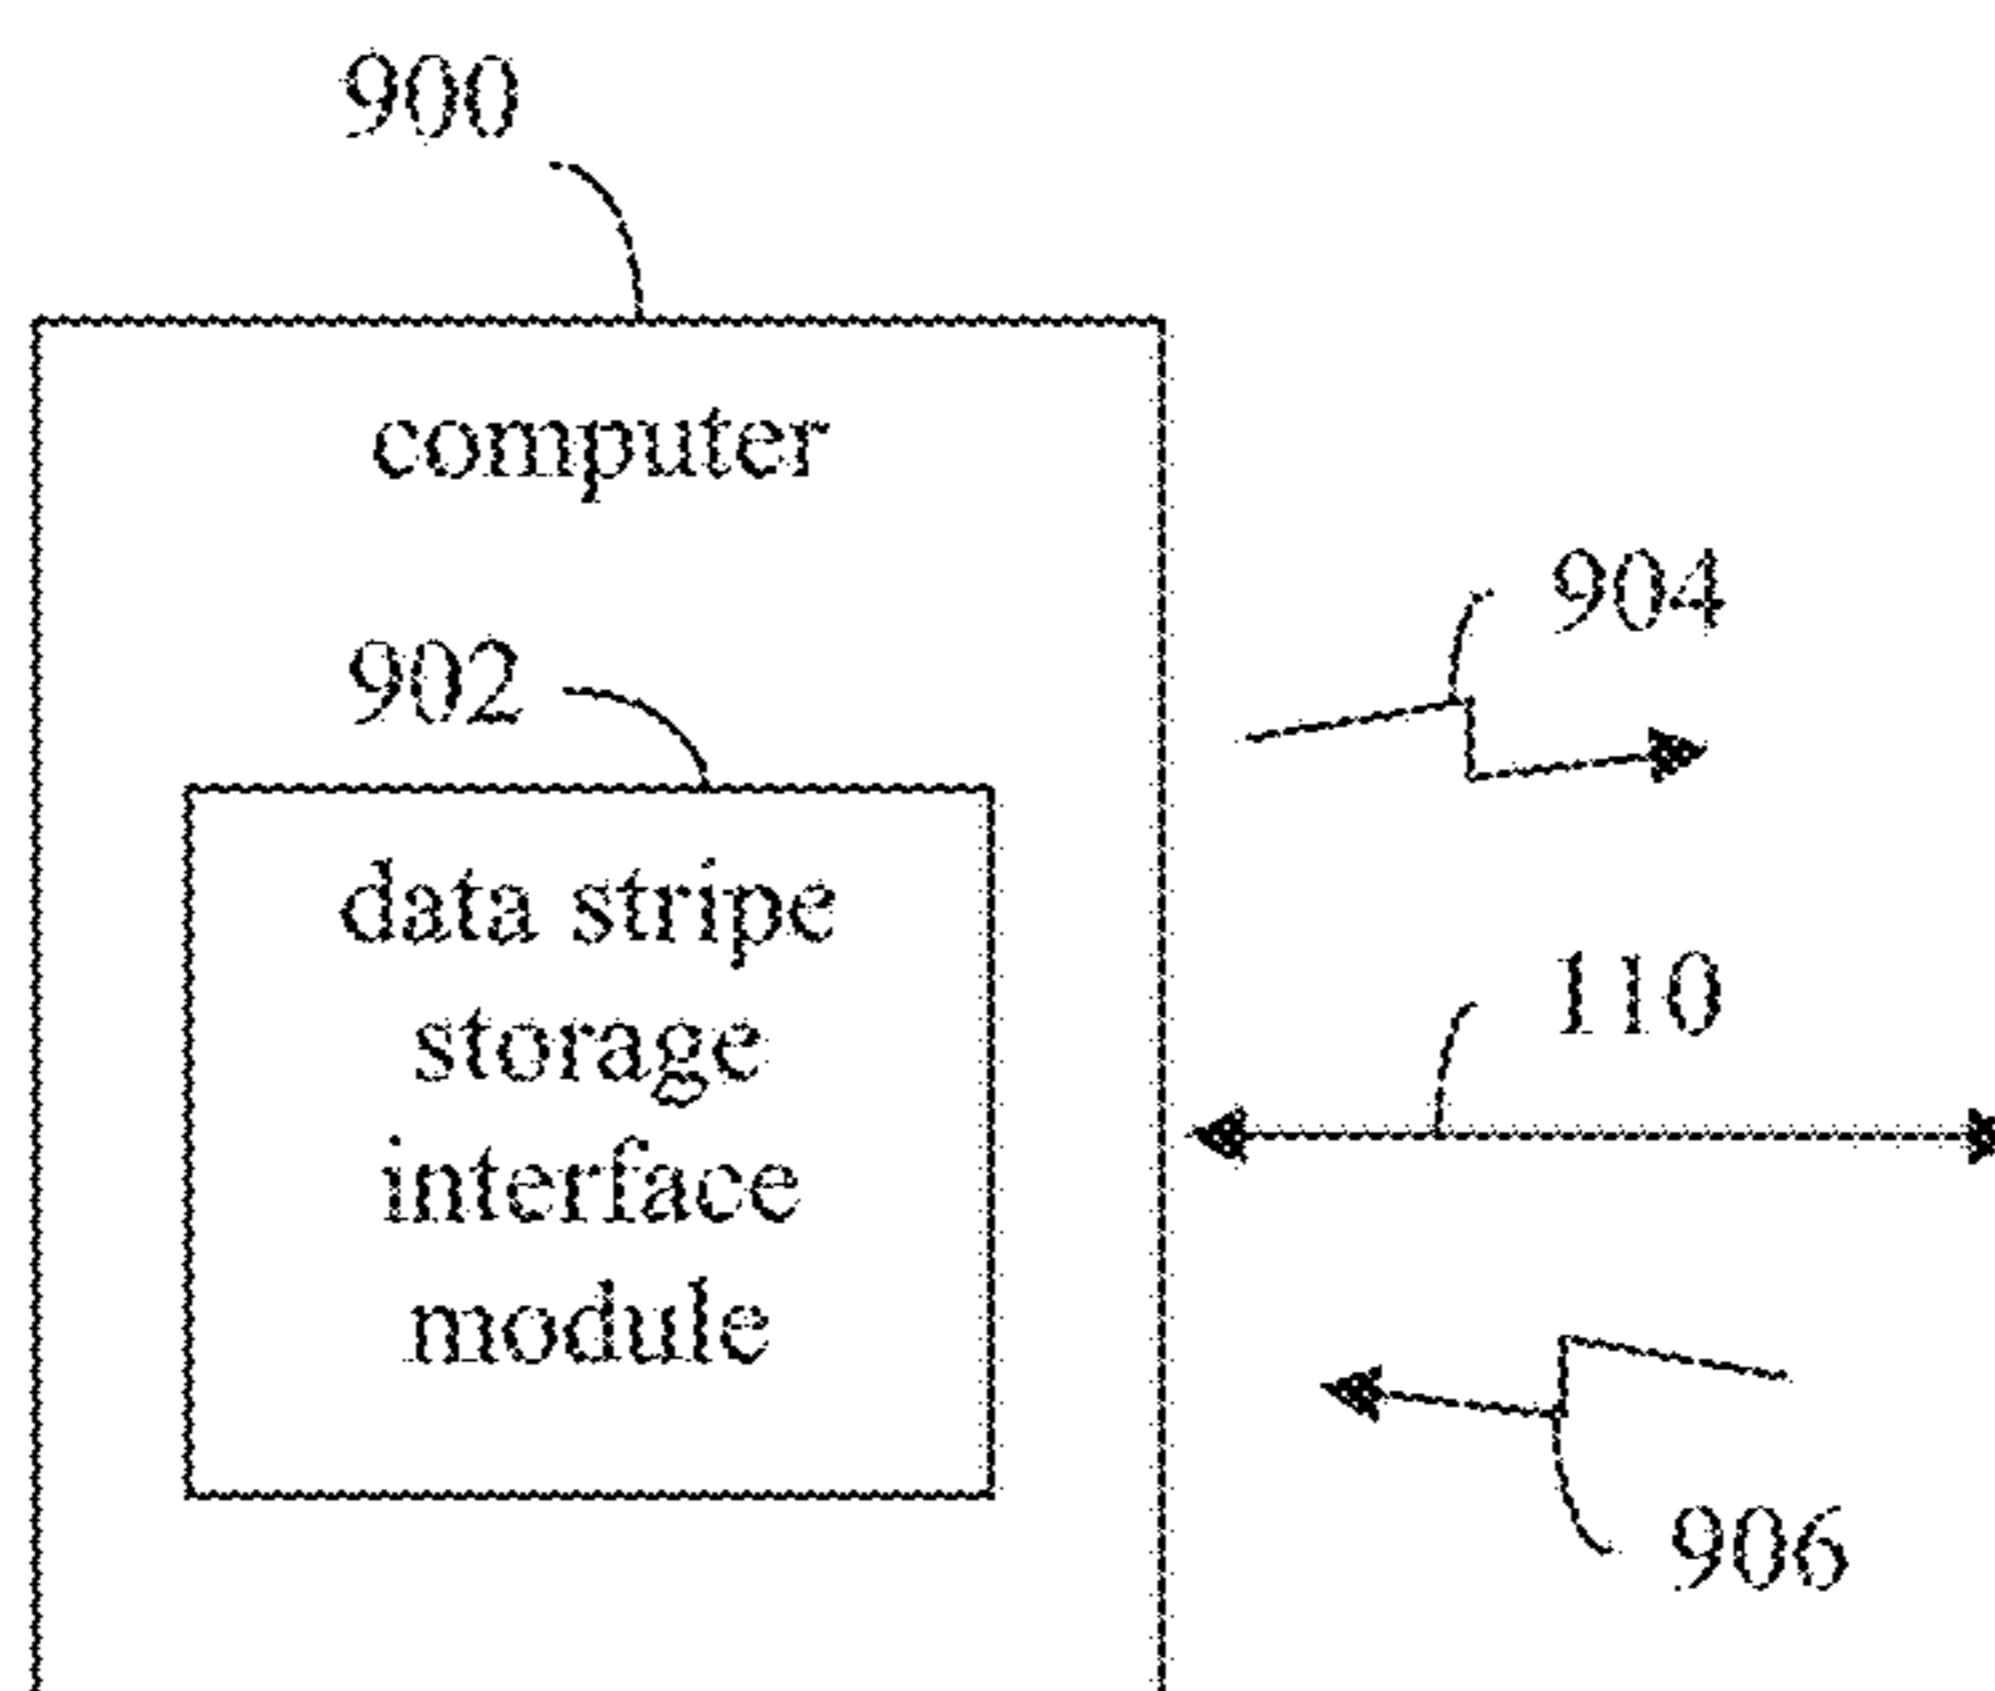 900
computer
904
902
data stripe
storage
interface
module
110
906